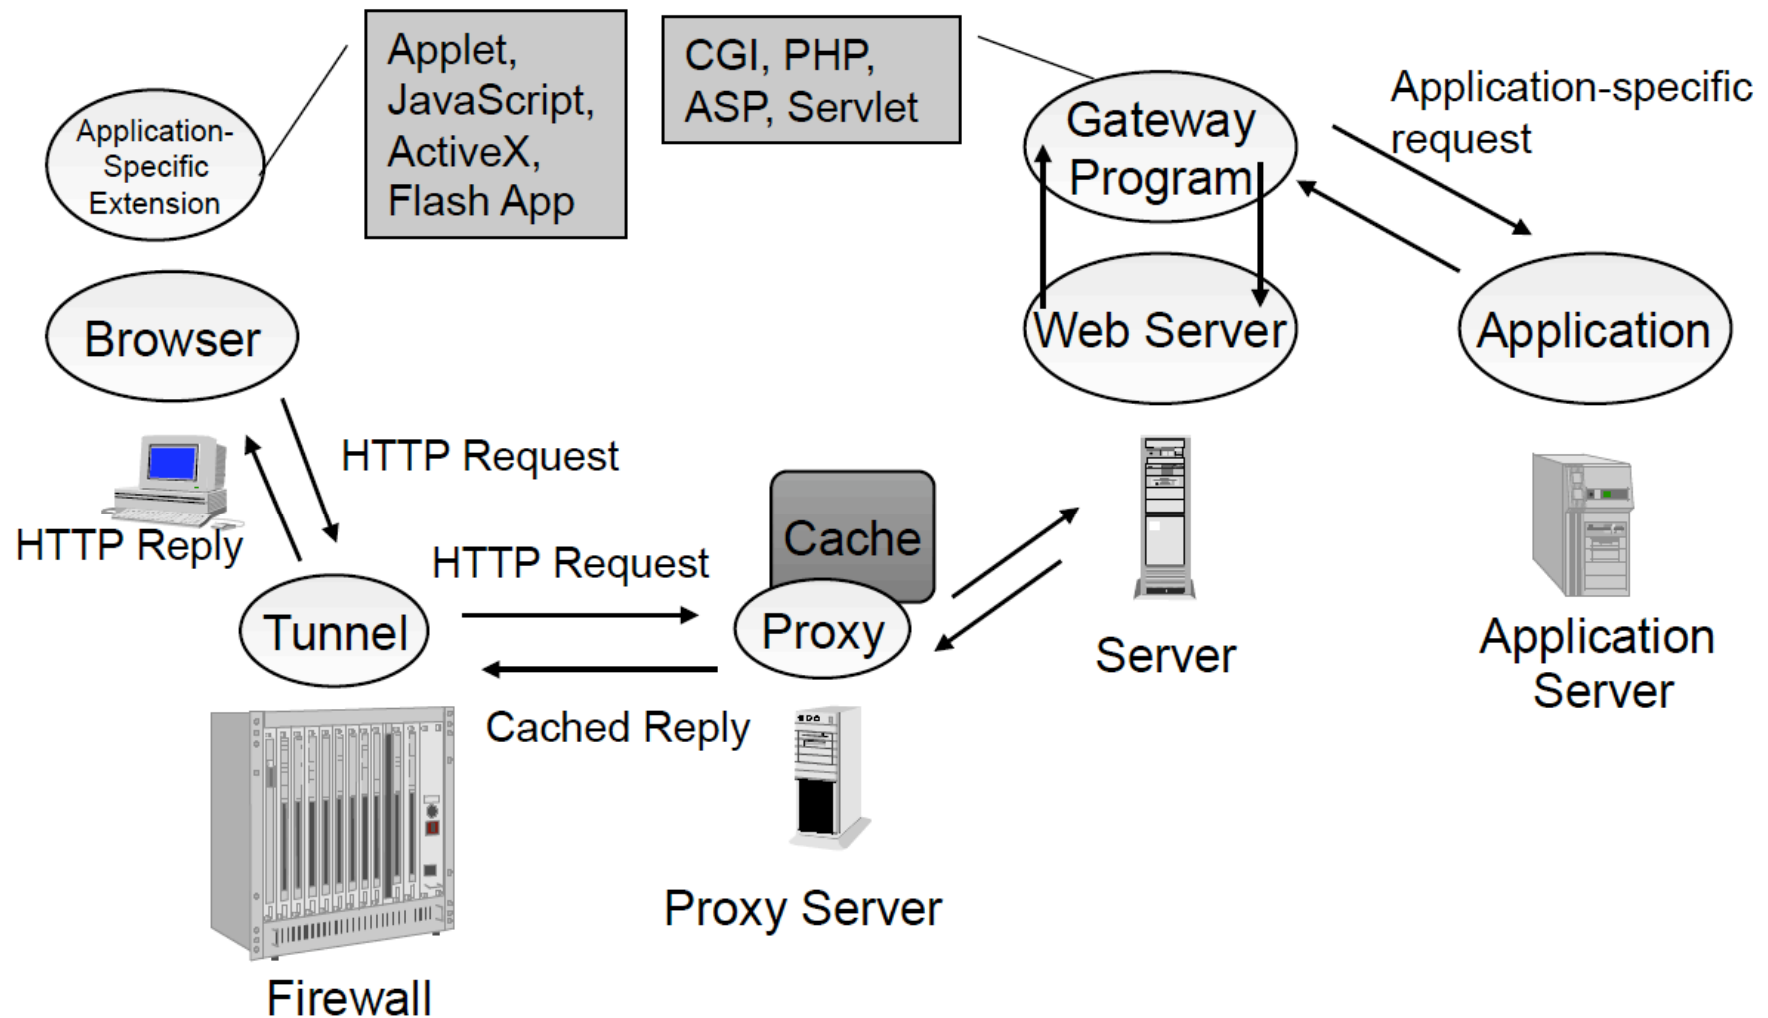 Applet,
JavaScript,
ActiveX,
Flash App
CGI, PHP,
ASP, Servlet
Application-
Specific
Extension
Gateway
Program
Application-specific
request
Browser
Web Server
Application
HTTP Request
HTTP Reply
HTTP Request
Cache
Tunnel
Proxy
Server
Application
Server
Cached Reply
Proxy Server
Firewall